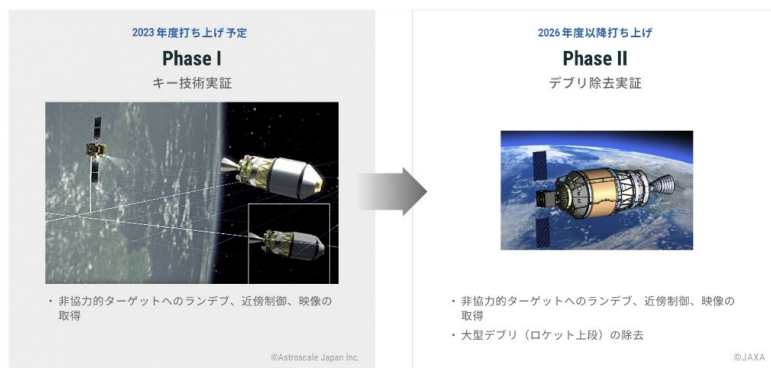 2023年度打ち上げ予定
Phase I
キー技術実証
・ 非協力的ターゲットへのランデブ、近傍制御、映像の
取得
©Astroscale Japan Inc.
2026年度以降打ち上げ
Phase II
デブリ除去実証
・ 非協力的ターゲットへのランデブ、近傍制御、映像の
取得
・ 大型デブリ（ロケット上段）の除去
©JAXA